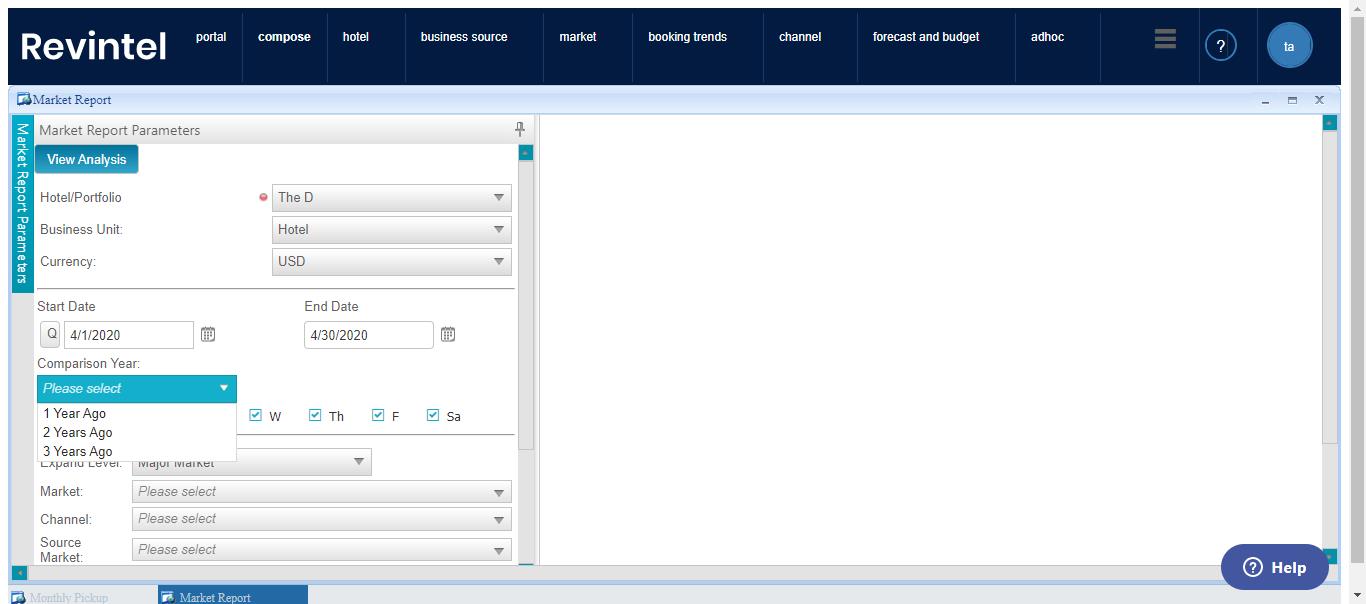 Revintel
portal compose hotel business source market booking trends channel forecast and budget adhoc ? ta
Market Report
Market Report Parameters
Market Report Parameters
View Analysis
Hotel/Portfolio The D
Business Unit: Hotel
Currency: USD
Start Date End Date
Q 4/1/2020 4/30/2020
Comparison Year:
Please select
1 Year Ago W Th F Sa
2 Years Ago
3 Years Ago
Expand Level: Major Market
Market: Please select
Channel: Please select
Source
Market: Please select
? Help
Monthly Pickup Market Report